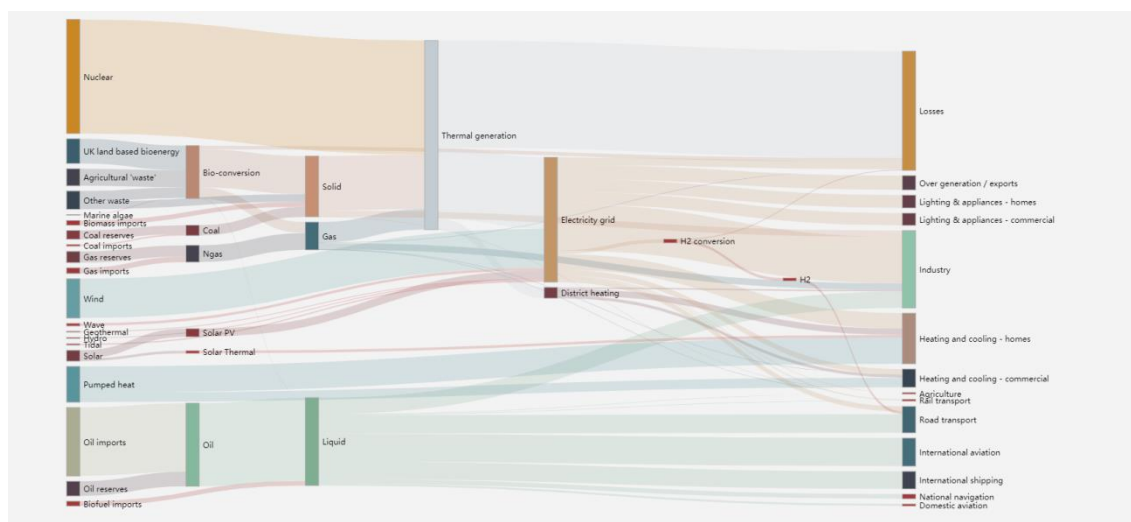 Nuclear
UK land based bioenergy
Agricultural 'waste'
Other waste
Marine algae
Biomass imports
Coal reserves
Coal imports
Gas reserves
Gas imports
Wind
Wave
Geothermal
Hydro
Tidal
Solar
Pumped heat
Oil imports
Oil reserves
Biofuel imports
Bio-conversion
Coal
Ngas
Solar PV
Solar Thermal
Oil
Solid
Gas
Liquid
Thermal generation
Electricity grid
District heating
H2 conversion
H2
Losses
Over generation / exports
Lighting & appliances - homes
Lighting & appliances - commercial
Industry
Heating and cooling - homes
Heating and cooling - commercial
Agriculture
Rail transport
Road transport
International aviation
International shipping
National navigation
Domestic aviation